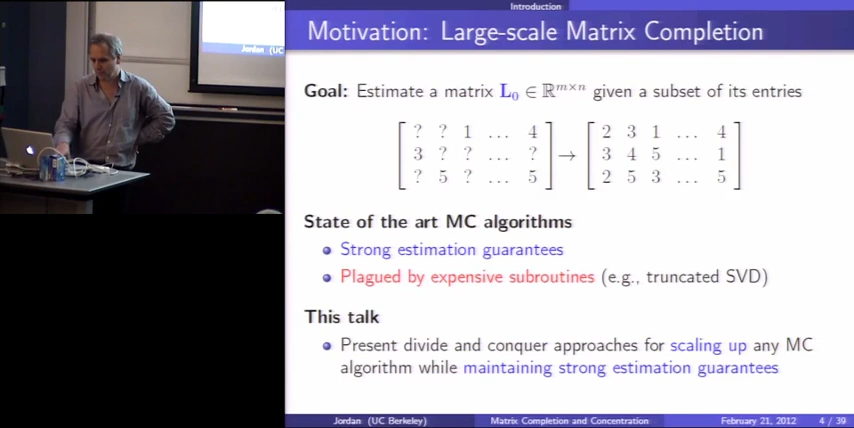 Introduction
Motivation: Large-scale Matrix Completion
Goal: Estimate a matrix L₀ ∈ ℝᵐˣⁿ given a subset of its entries
[ ? ? 1 … 4 ] [ 2 3 1 … 4 ]
[ 3 ? ? … ? ] → [ 3 4 5 … 1 ]
[ ? 5 ? … 5 ] [ 2 5 3 … 5 ]
State of the art MC algorithms
Strong estimation guarantees
Plagued by expensive subroutines (e.g., truncated SVD)
This talk
Present divide and conquer approaches for scaling up any MC
algorithm while maintaining strong estimation guarantees
Jordan (UC Berkeley) Matrix Completion and Concentration February 21, 2012 4 / 39
Jordan (UC